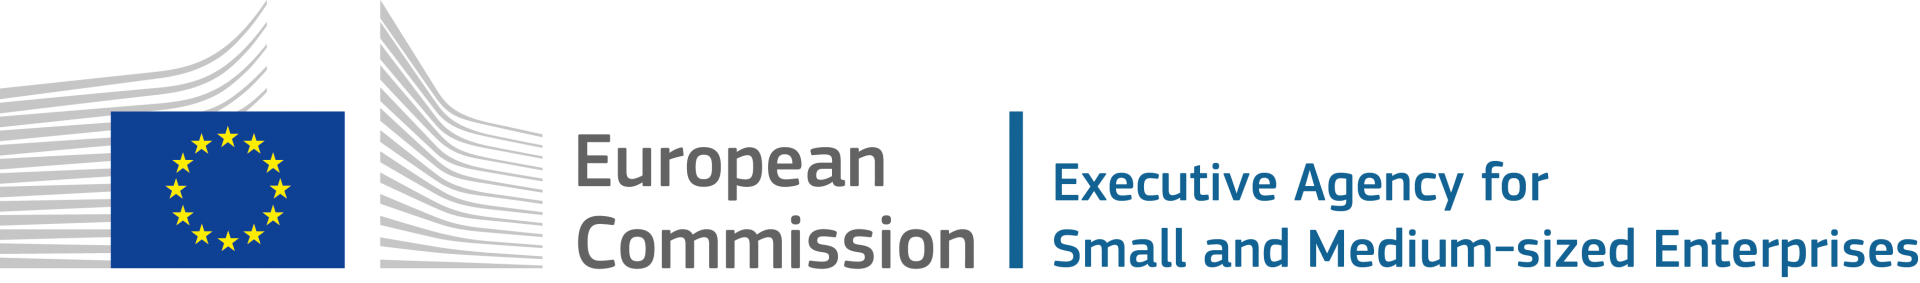 European
Commission
Executive Agency for
Small and Medium-sized Enterprises